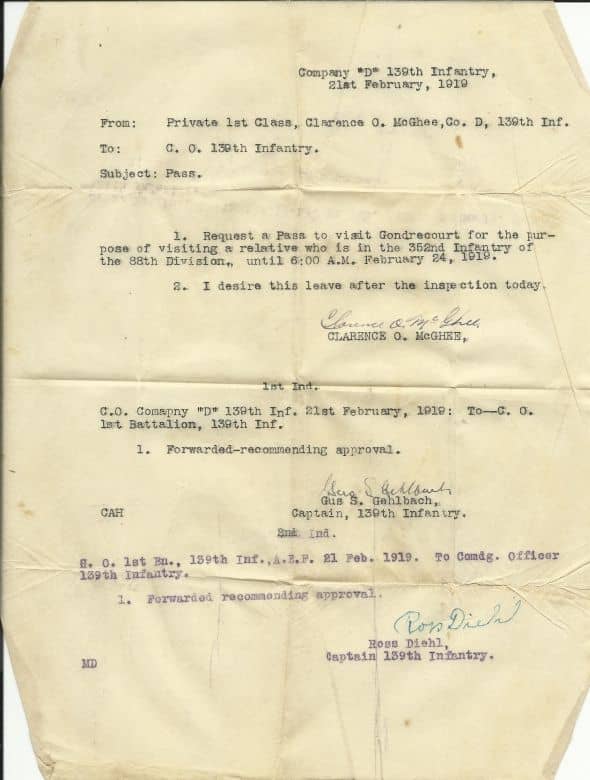 Company "D" 139th Infantry,
21st February, 1919
From: Private 1st Class, Clarence O. McGhee,Co. D, 139th Inf.
To: C. O. 139th Infantry.
Subject: Pass.
1. Request a Pass to visit Gondrecourt for the pur-
pose of visiting a relative who is in the 352nd Infantry of
the 88th Division., until 6:00 A.M. February 24, 1919.
2. I desire this leave after the inspection today.
Clarence O. McGhee
CLARENCE O. McGHEE,
1st Ind.
C.O. Comapny "D" 139th Inf. 21st February, 1919: To--C. O.
1st Battalion, 139th Inf.
1. Forwarded-recommending approval.
Gus S Gehlbach
Gus S. Gehlbach,
CAH Captain, 139th Infantry.
2nd Ind.
C. O. 1st Bn., 139th Inf.,A.E.F. 21 Feb. 1919. To Comdg. Officer
139th Infantry.
1. Forwarded recommending approval.
Ross Diehl
Ross Diehl,
MD Captain 139th Infantry.